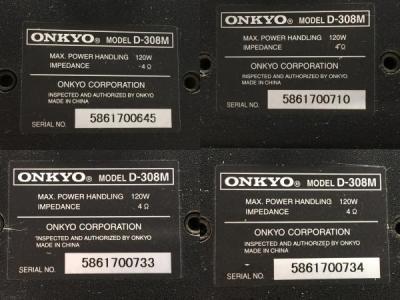 ONKYO® MODEL D-308M
MAX. POWER HANDLING 120W
IMPEDANCE 4Ω
ONKYO CORPORATION
INSPECTED AND AUTHORIZED BY ONKYO
MADE IN CHINA
SERIAL NO. 5861700645
ONKYO® MODEL D-308M
MAX. POWER HANDLING 120W
IMPEDANCE 4Ω
ONKYO CORPORATION
INSPECTED AND AUTHORIZED BY ONKYO
MADE IN CHINA
SERIAL NO. 5861700710
ONKYO® MODEL D-308M
MAX. POWER HANDLING 120W
IMPEDANCE 4Ω
ONKYO CORPORATION
INSPECTED AND AUTHORIZED BY ONKYO
MADE IN CHINA
SERIAL NO. 5861700733
ONKYO® MODEL D-308M
MAX. POWER HANDLING 120W
IMPEDANCE 4Ω
ONKYO CORPORATION
INSPECTED AND AUTHORIZED BY ONKYO
MADE IN CHINA
SERIAL NO. 5861700734